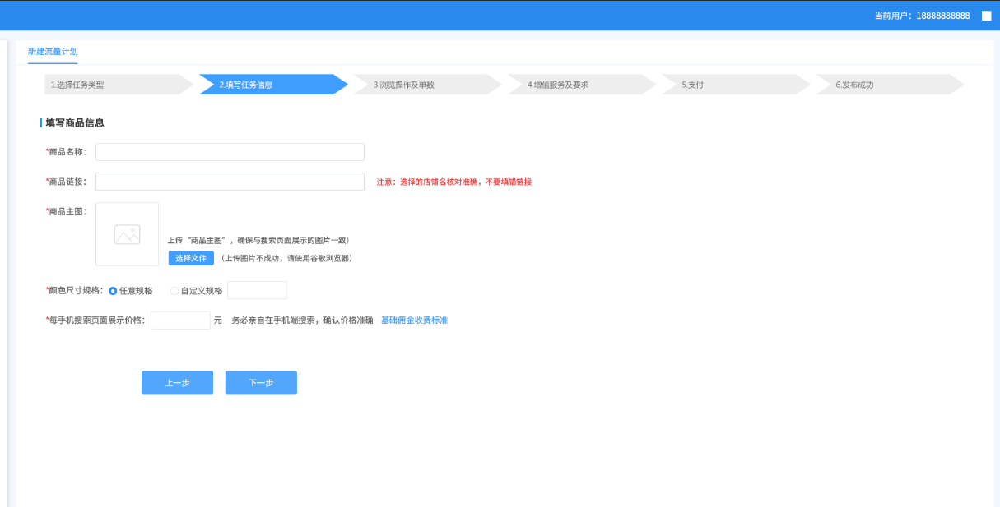 当前用户：18888888888
新建流量计划
1.选择任务类型 2.填写任务信息 3.浏览操作及单数 4.增值服务及要求 5.支付 6.发布成功
填写商品信息
*商品名称：
*商品链接： 注意：选择的店铺名核对准确，不要填错链接
*商品主图：
上传“商品主图”，确保与搜索页面展示的图片一致）
选择文件 （上传图片不成功，请使用谷歌浏览器）
*颜色尺寸规格： 任意规格 自定义规格
*每手机搜索页面展示价格： 元 务必亲自在手机端搜索，确认价格准确 基础佣金收费标准
上一步 下一步